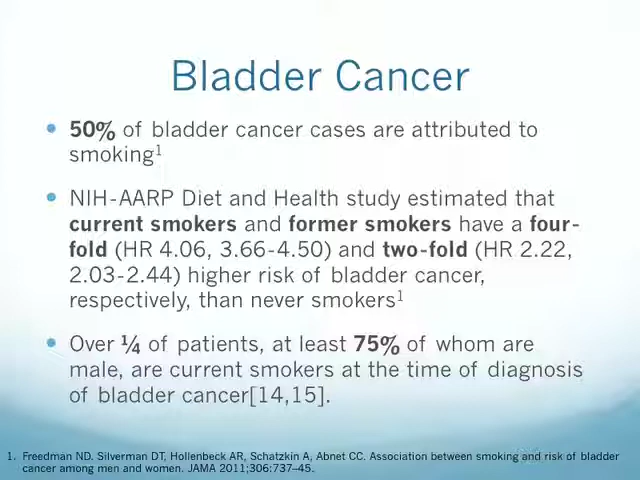 Bladder Cancer
• 50% of bladder cancer cases are attributed to
smoking¹
• NIH-AARP Diet and Health study estimated that
current smokers and former smokers have a four-
fold (HR 4.06, 3.66-4.50) and two-fold (HR 2.22,
2.03-2.44) higher risk of bladder cancer,
respectively, than never smokers¹
• Over ¼ of patients, at least 75% of whom are
male, are current smokers at the time of diagnosis
of bladder cancer[14,15].
1. Freedman ND. Silverman DT, Hollenbeck AR, Schatzkin A, Abnet CC. Association between smoking and risk of bladder
cancer among men and women. JAMA 2011;306:737–45.